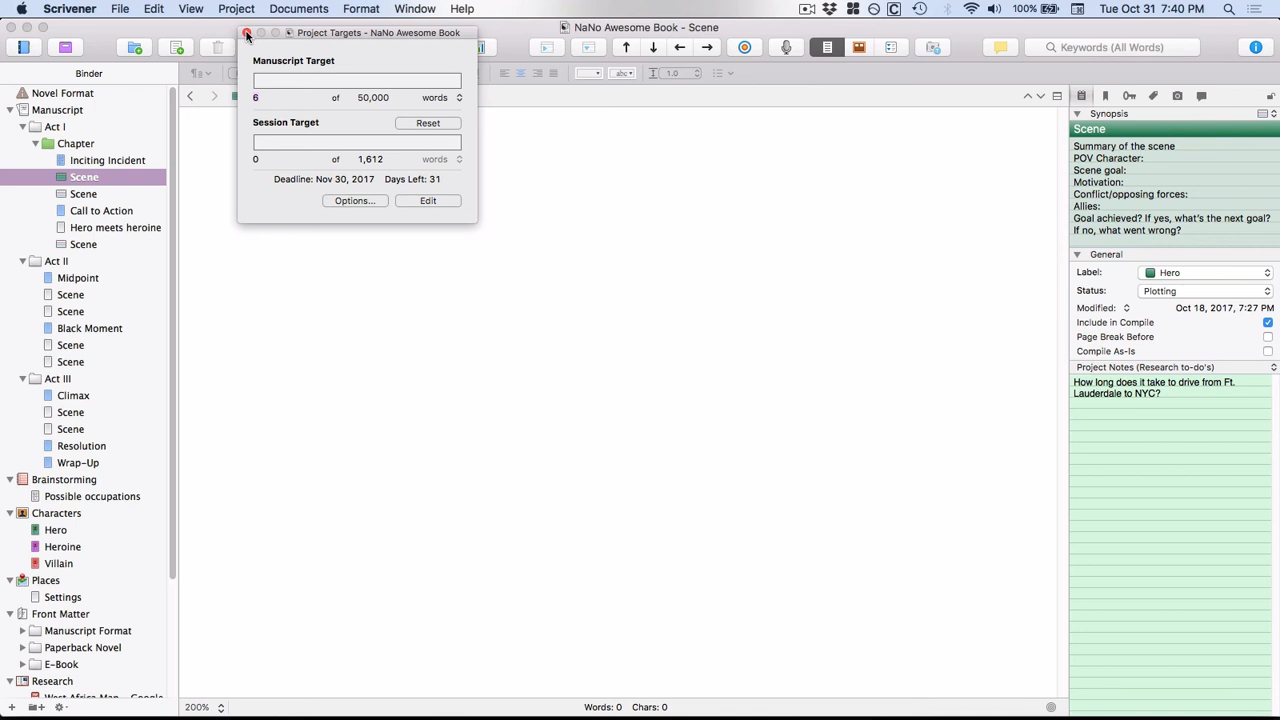 Scrivener File Edit View Project Documents Format Window Help
100% Tue Oct 31 7:40 PM
NaNo Awesome Book - Scene
Keywords (All words)
Project Targets - NaNo Awesome Book
Manuscript Target
6 of 50,000 words
Session Target Reset
0 of 1,612 words
Deadline: Nov 30, 2017 Days Left: 31
Options... Edit
abc
1.0
Binder
Novel Format
Manuscript
Act I
Chapter
Inciting Incident
Scene
Scene
Call to Action
Hero meets heroine
Scene
Act II
Midpoint
Scene
Scene
Black Moment
Scene
Scene
Act III
Climax
Scene
Scene
Resolution
Wrap-Up
Brainstorming
Possible occupations
Characters
Hero
Heroine
Villain
Places
Settings
Front Matter
Manuscript Format
Paperback Novel
E-Book
Research
West Africa Map - Google
200%
Words: 0 Chars: 0
Synopsis
Scene
Summary of the scene
POV Character:
Scene goal:
Motivation:
Conflict/opposing forces:
Allies:
Goal achieved? If yes, what's the next goal?
If no, what went wrong?
General
Label: Hero
Status: Plotting
Modified: Oct 18, 2017, 7:27 PM
Include in Compile
Page Break Before
Compile As-Is
Project Notes (Research to-do's)
How long does it take to drive from Ft.
Lauderdale to NYC?